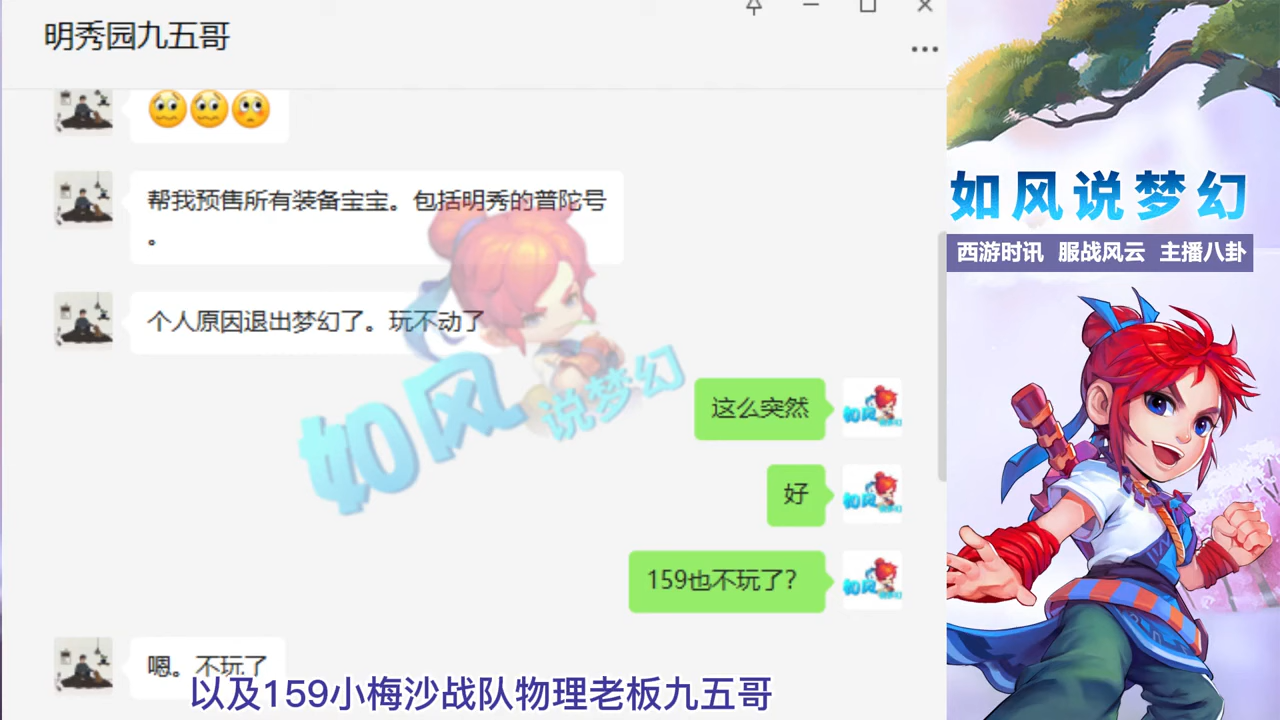 明秀园九五哥
帮我预售所有装备宝宝。包括明秀的普陀号
。
个人原因退出梦幻了。玩不动了
这么突然
好
159也不玩了?
嗯。不玩了
以及159小梅沙战队物理老板九五哥
如风说梦幻
如风说梦幻
西游时讯 服战风云 主播八卦